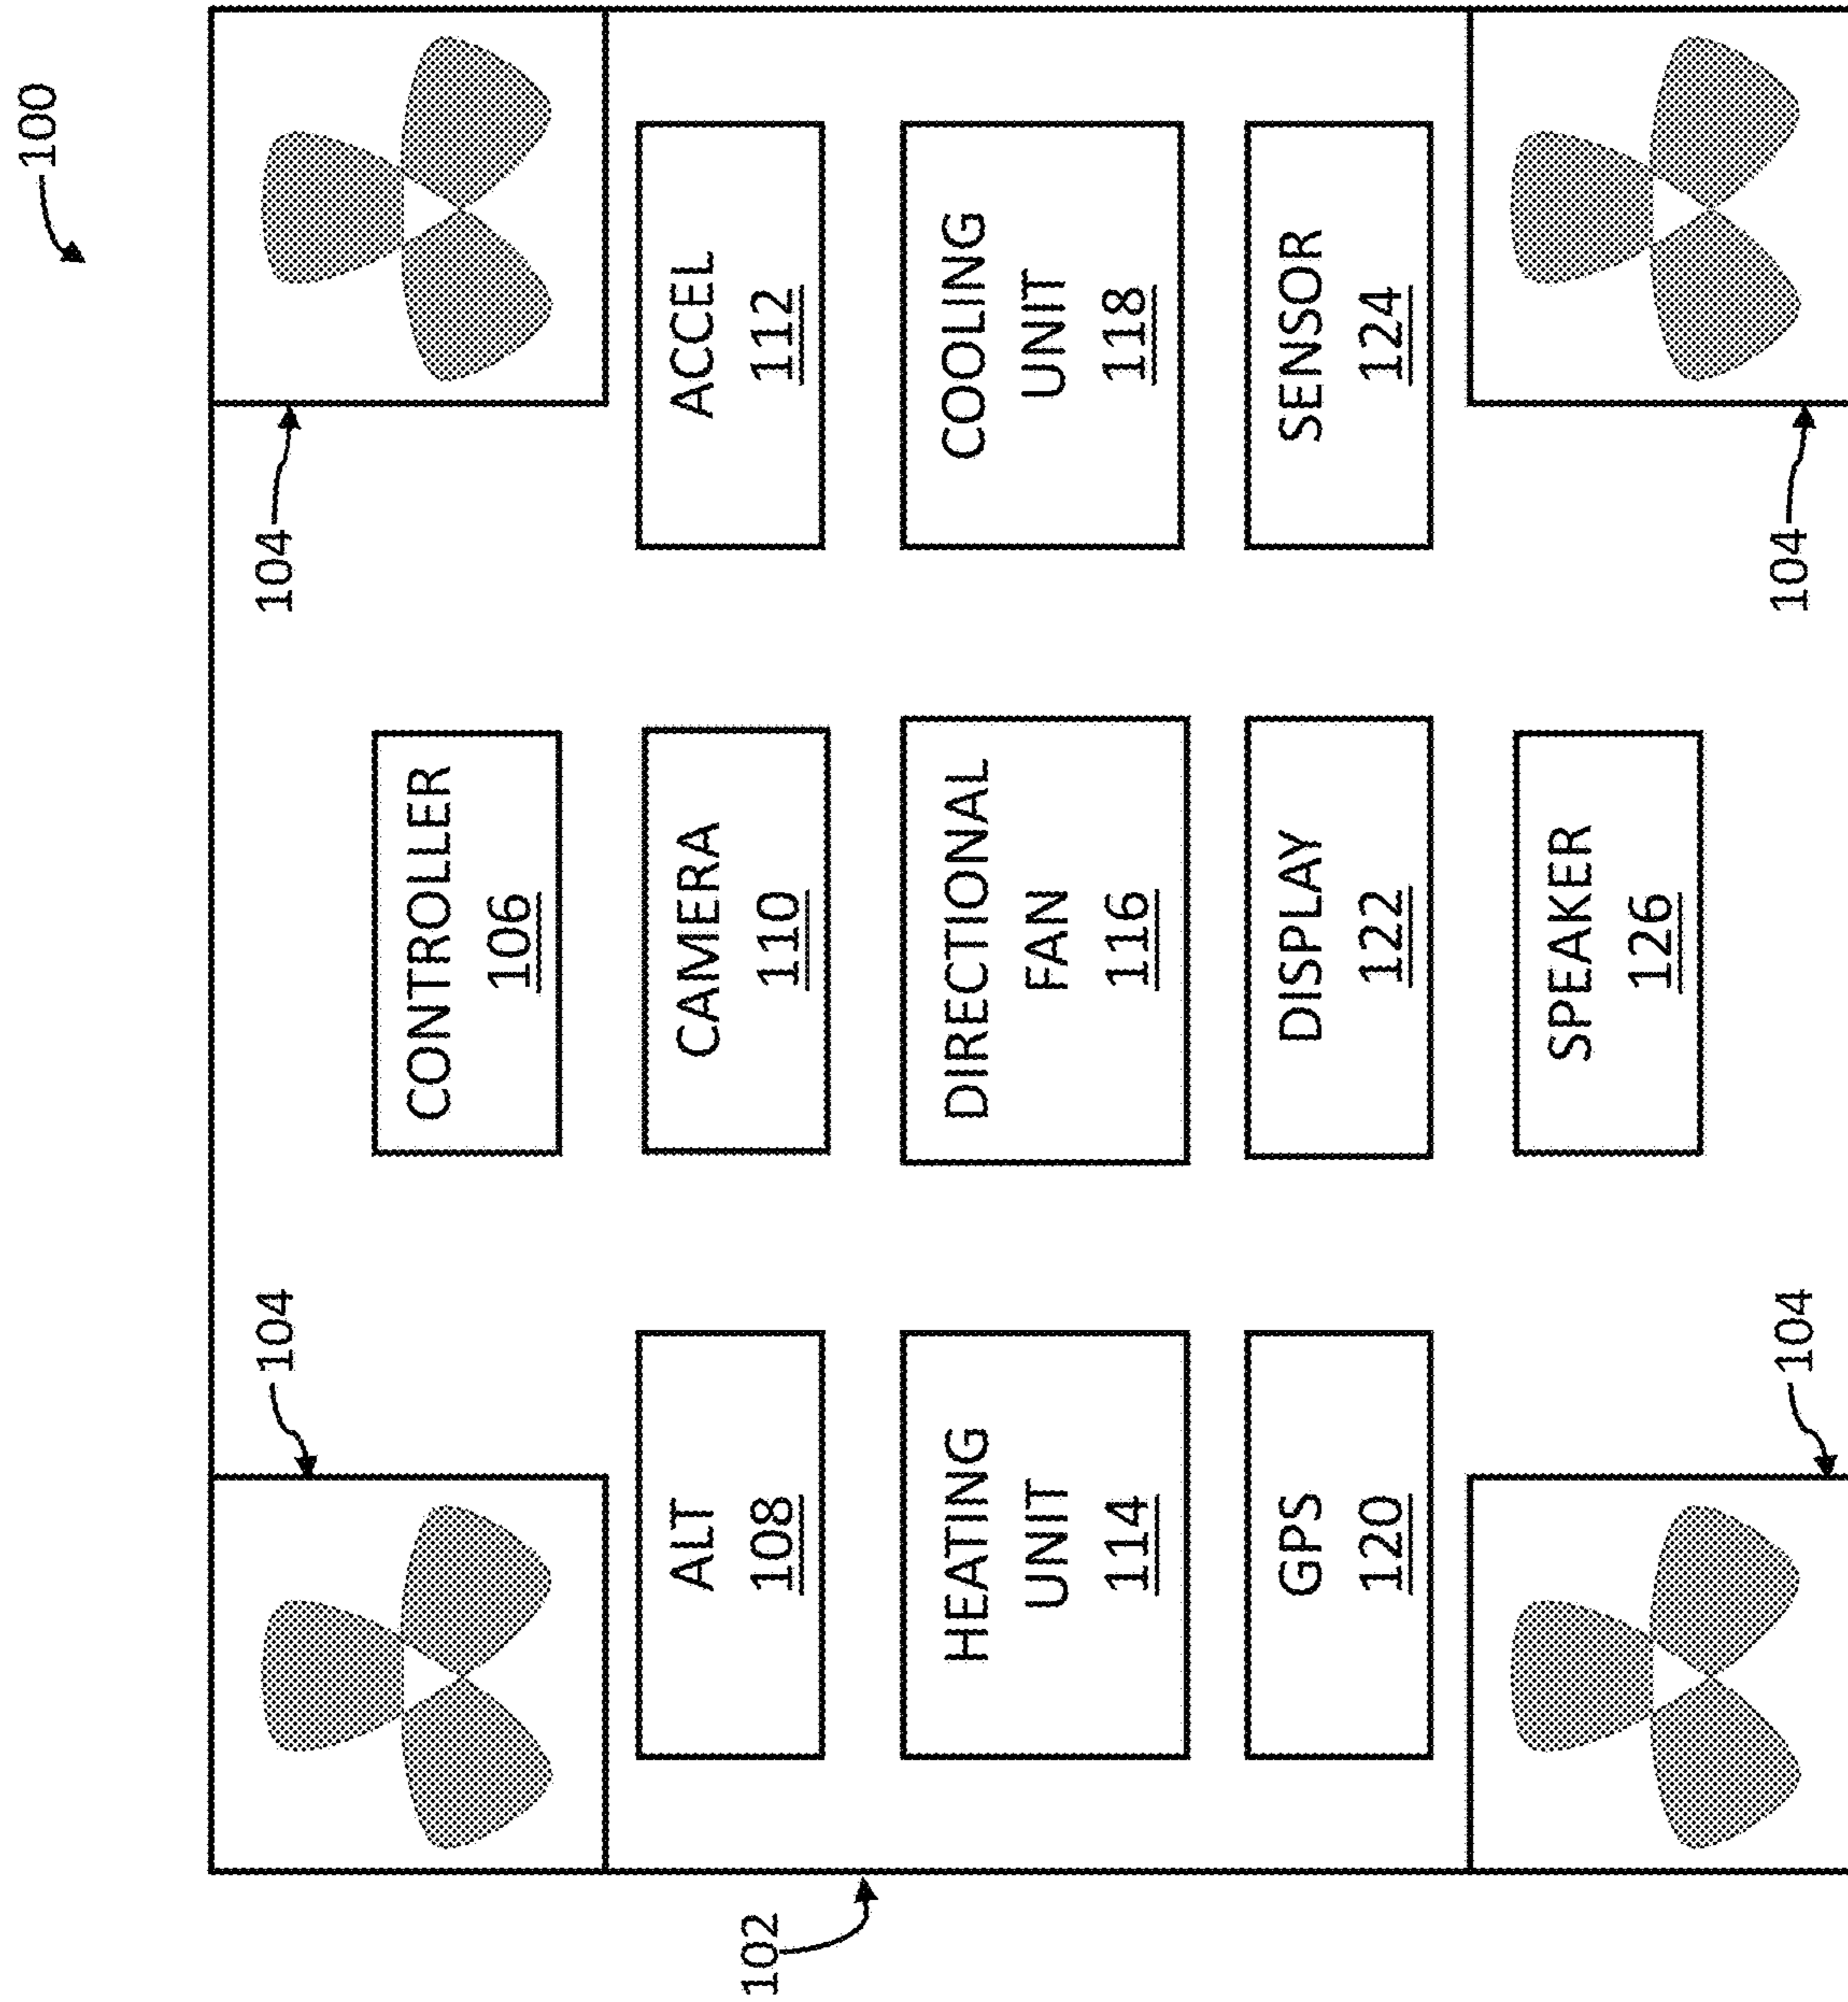 100
104
104
CONTROLLER
106
ALT
108
CAMERA
110
ACCEL
112
102
HEATING
UNIT
114
DIRECTIONAL
FAN
116
COOLING
UNIT
118
GPS
120
DISPLAY
122
SENSOR
124
SPEAKER
126
104
104